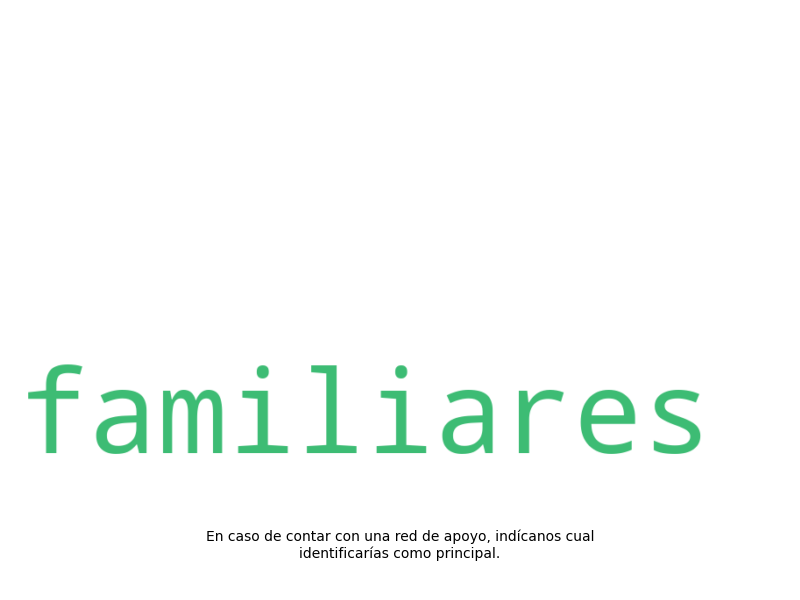 familiares
En caso de contar con una red de apoyo, indícanos cual
identificarías como principal.